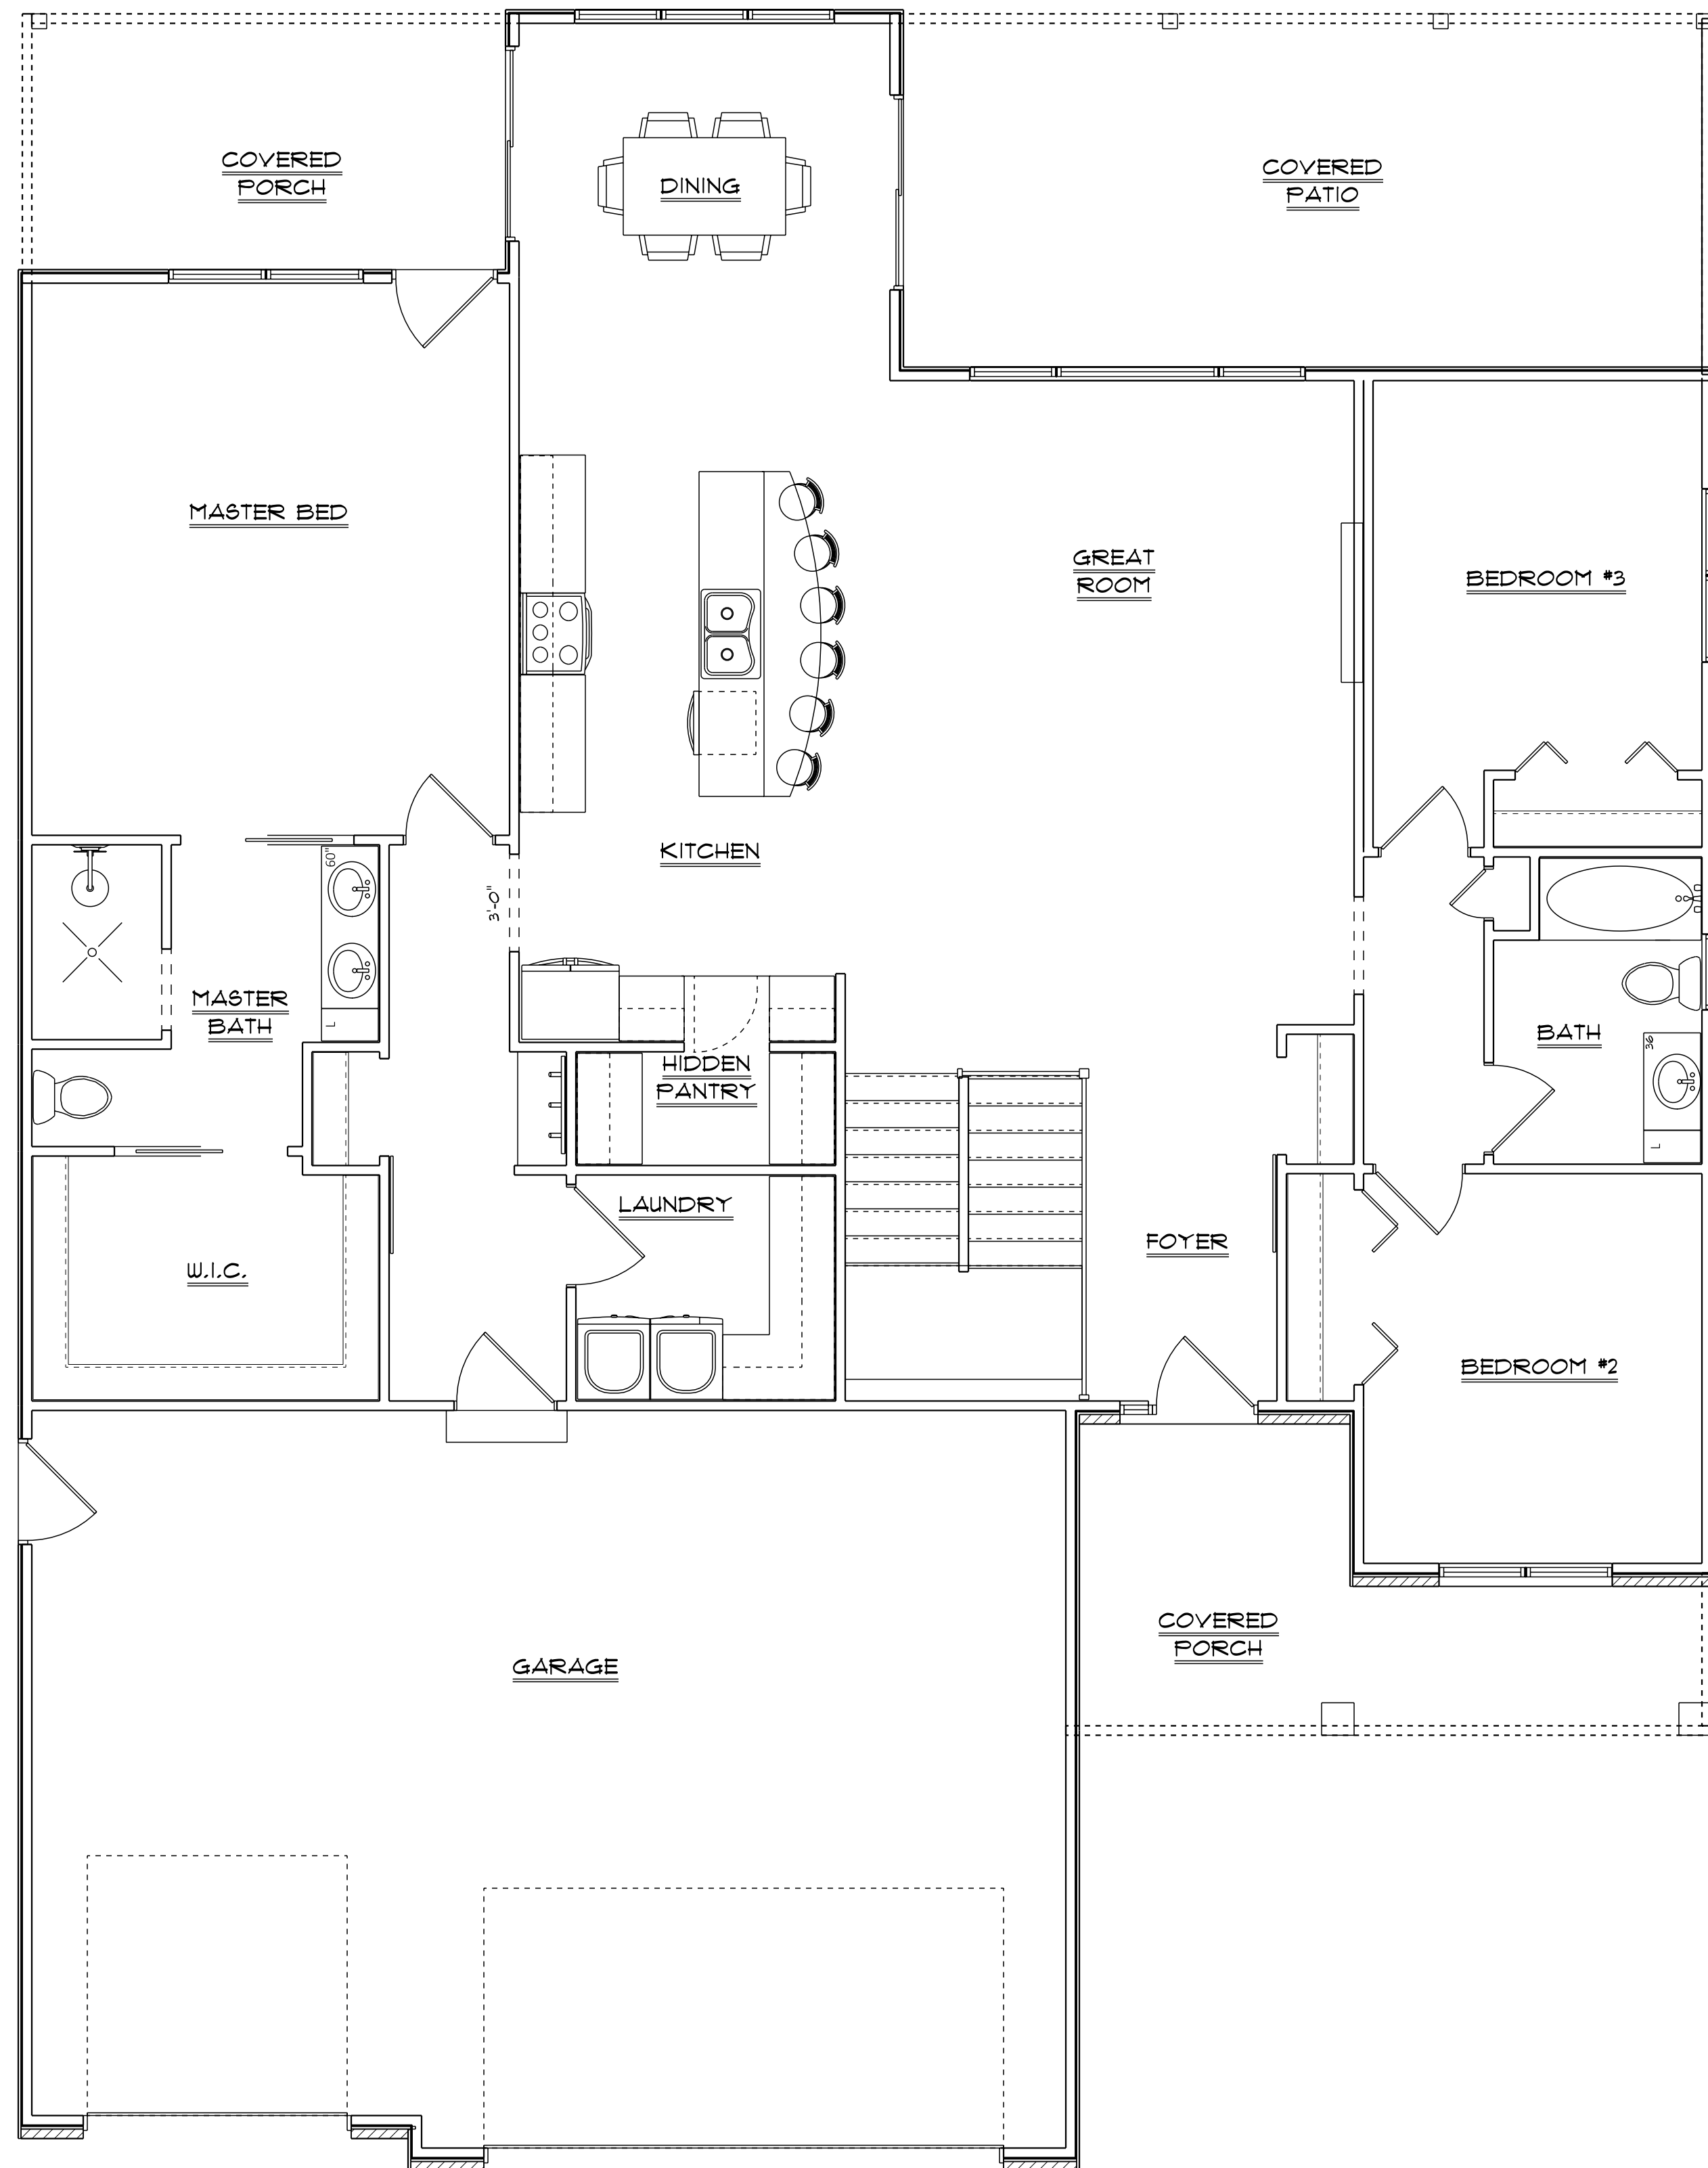 COVERED
PORCH
DINING
COVERED
PATIO
MASTER BED
GREAT
ROOM
BEDROOM #3
KITCHEN
60"
3'-0"
MASTER
BATH
L
HIDDEN
PANTRY
BATH
36
L
LAUNDRY
FOYER
W.I.C.
BEDROOM #2
COVERED
PORCH
GARAGE